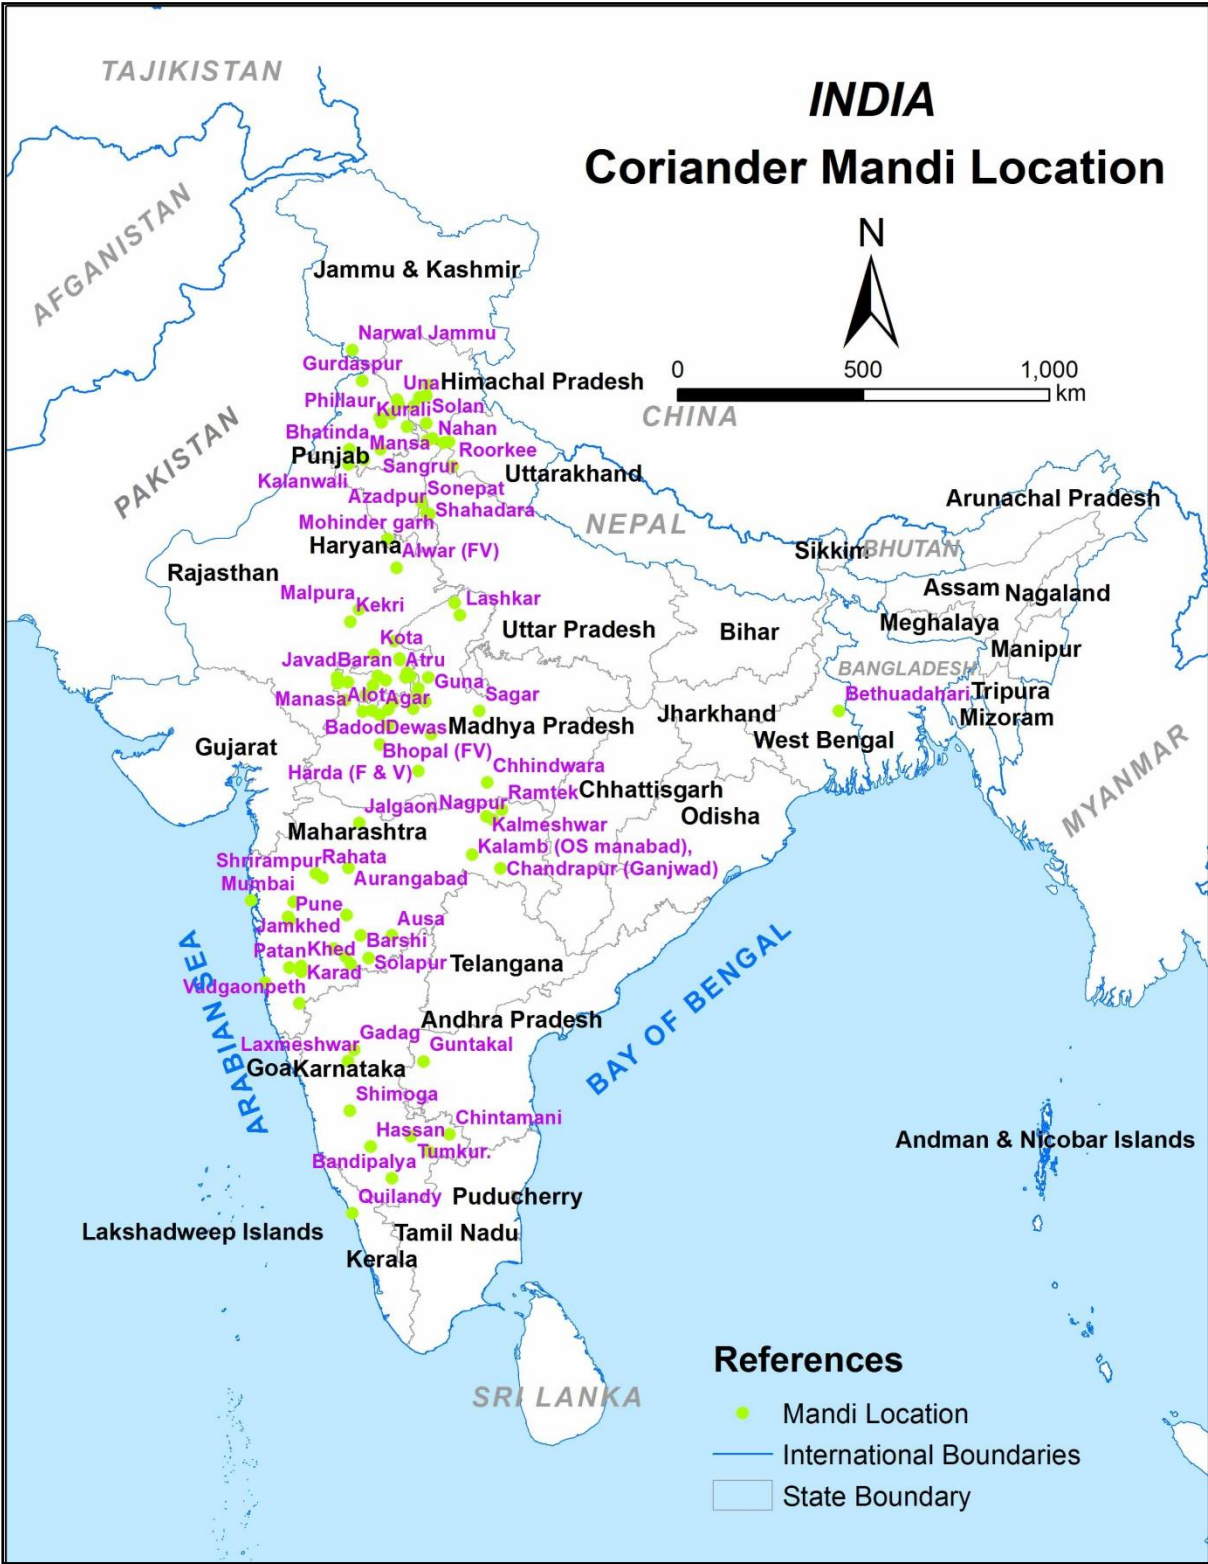 TAJIKISTAN
INDIA
Coriander Mandi Location
AFGANISTAN
N
Jammu & Kashmir
Narwal Jammu
Gurdaspur
0 500 1,000
km
Una
Himachal Pradesh
Phillaur
Kurali
Solan
CHINA
PAKISTAN
Bhatinda
Mansa
Nahan
Punjab
Roorkee
Sangrur
Uttarakhand
Kalanwali
Azadpur
Sonepat
Arunachal Pradesh
Shahadara
Mohinder garh
NEPAL
Haryana
Alwar (FV)
Sikkim
BHUTAN
Rajasthan
Assam
Nagaland
Malpura
Kekri
Lashkar
Uttar Pradesh
Bihar
Meghalaya
Kota
Manipur
Javad
Baran
Atru
BANGLADESH
Guna
Manasa
Alot
Agar
Sagar
Bethuadahari
Tripura
Jharkhand
Mizoram
Badod
Dewas
Madhya Pradesh
West Bengal
Gujarat
Bhopal (FV)
Harda (F & V)
Chhindwara
MYANMAR
Ramtek
Chhattisgarh
Jalgaon
Nagpur
Odisha
Maharashtra
Kalmeshwar
Kalamb (OS manabad),
Shrirampur
Rahata
Chandrapur (Ganjwad)
Mumbai
Aurangabad
Pune
Jamkhed
Ausa
Barshi
Patan
Khed
Solapur
Telangana
Karad
Vadgaonpeth
ARABIAN SEA
BAY OF BENGAL
Andhra Pradesh
Gadag
Laxmeshwar
Guntakal
Goa
Karnataka
Shimoga
Chintamani
Hassan
Tumkur.
Andman & Nicobar Islands
Bandipalya
Quilandy
Puducherry
Lakshadweep Islands
Tamil Nadu
Kerala
References
SRI LANKA
Mandi Location
International Boundaries
State Boundary